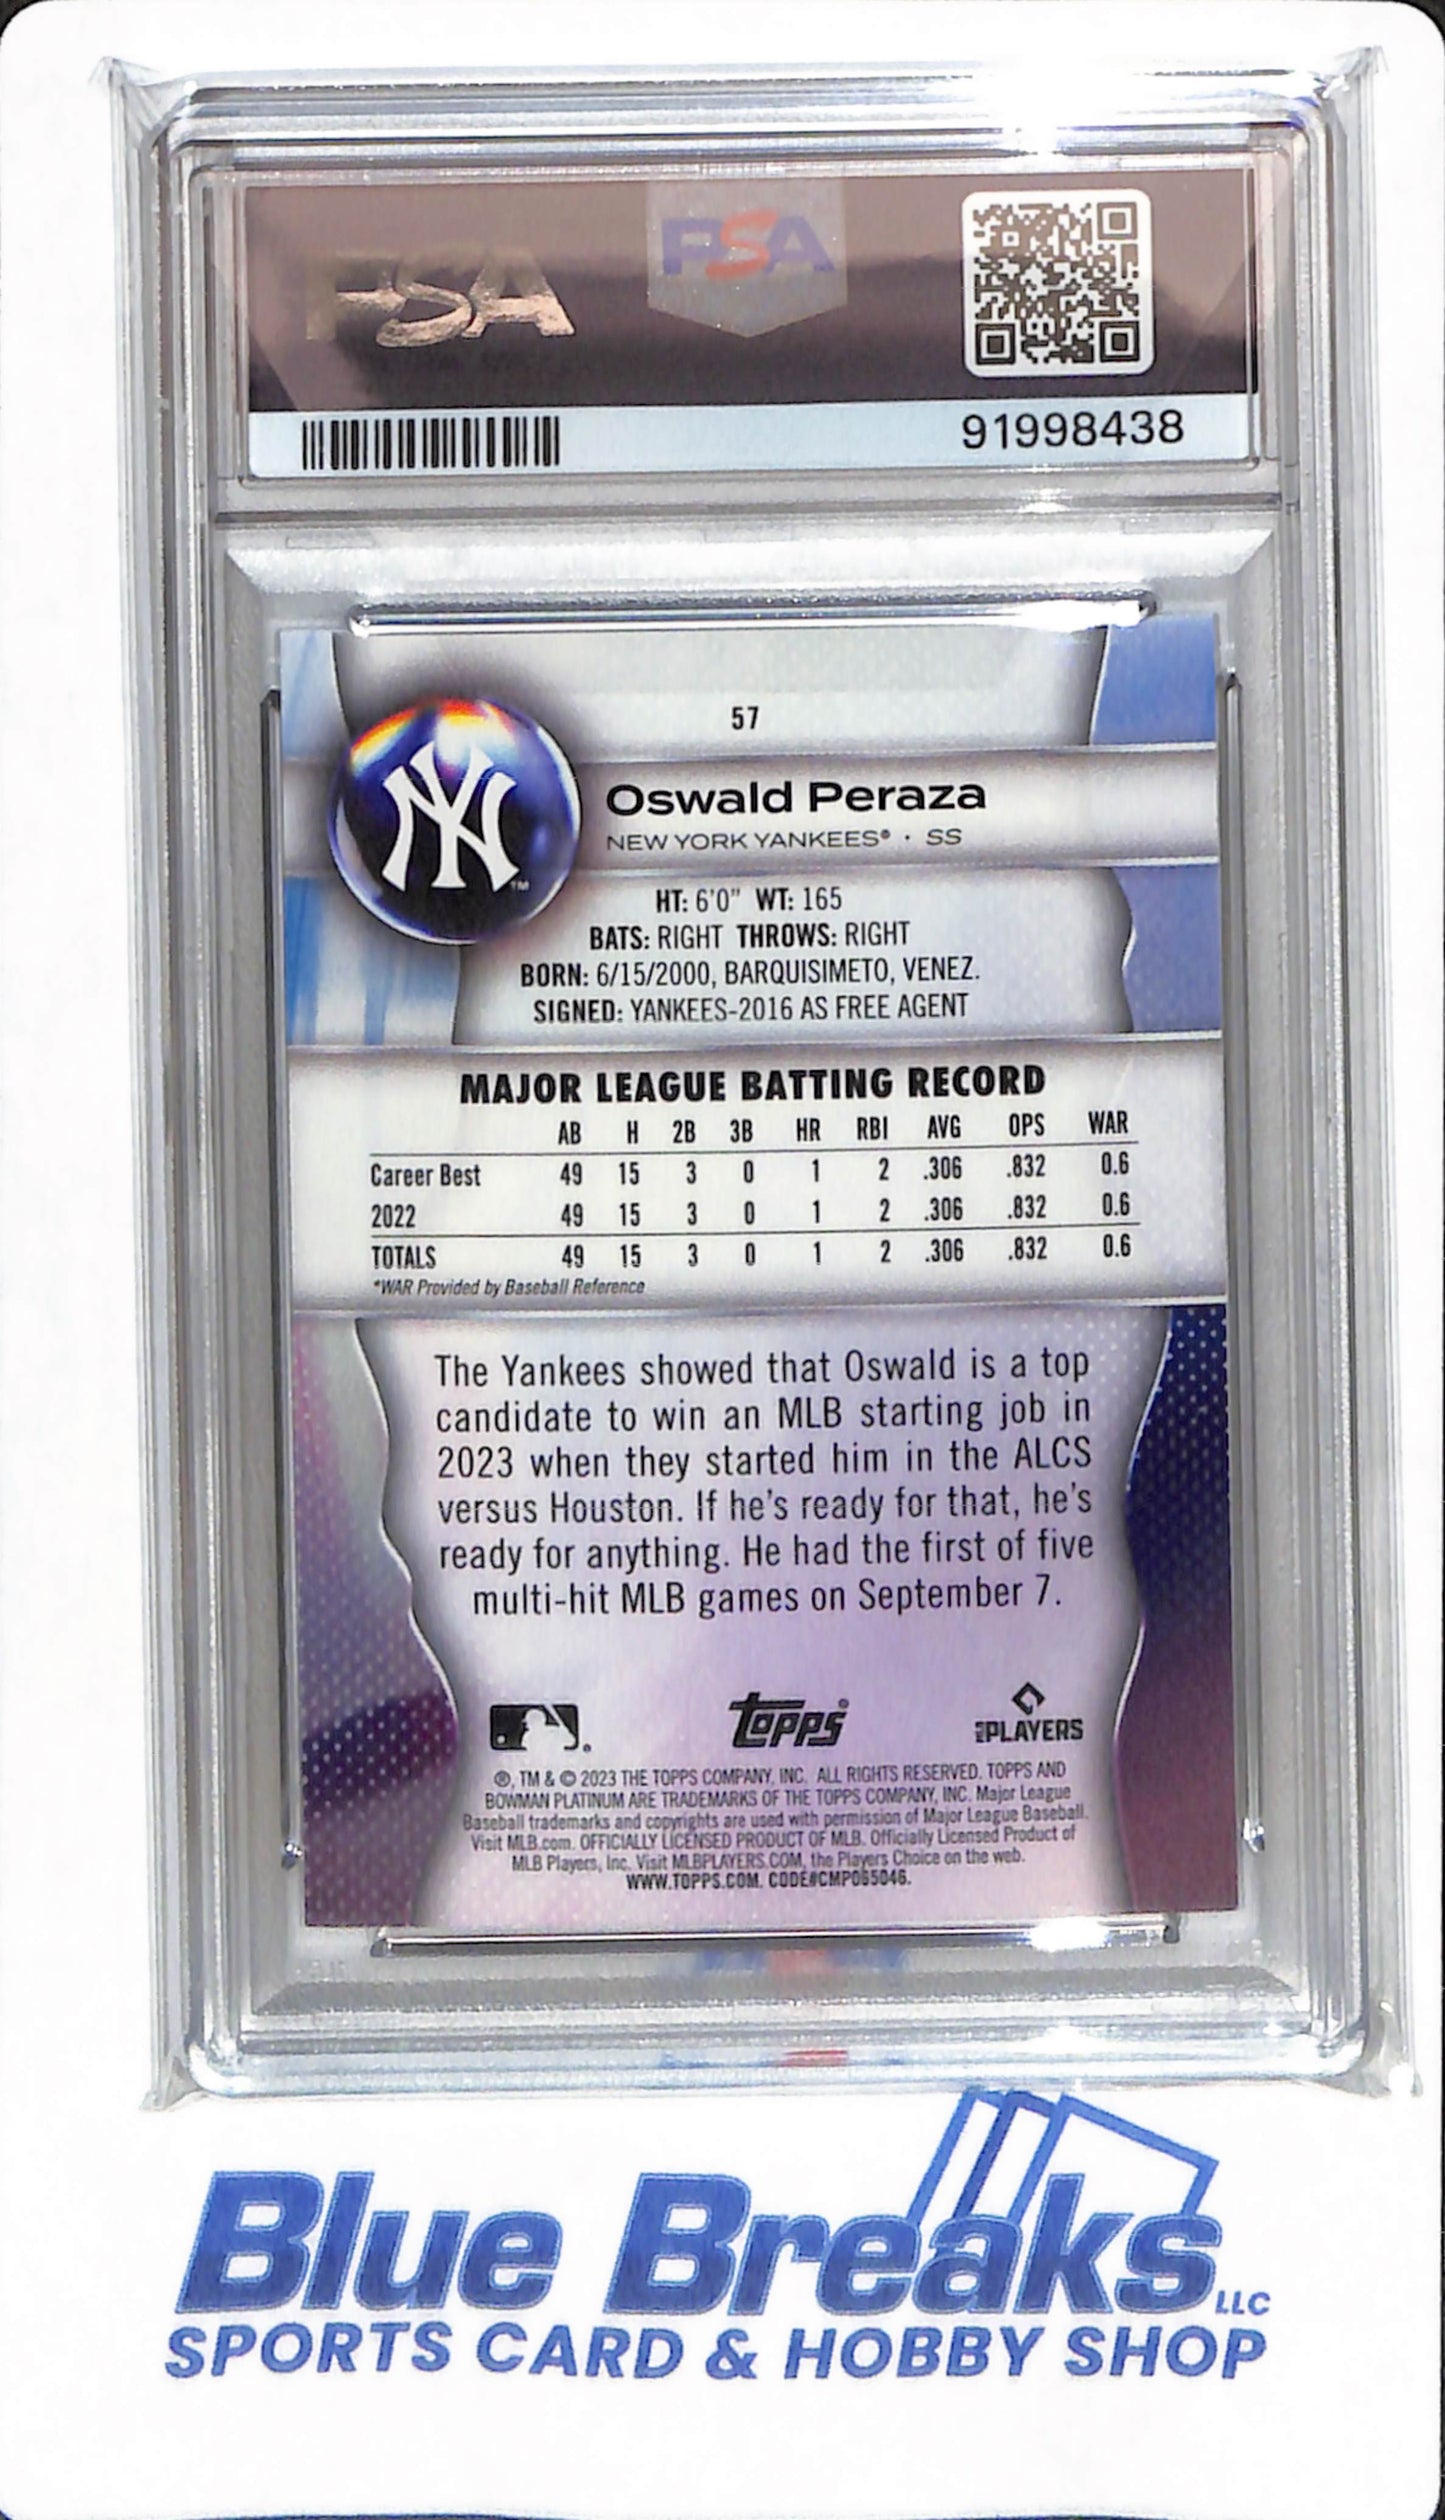 PSA
PSA
91998438
57
Oswald Peraza
NEW YORK YANKEES® · SS
NY
TM
HT: 6'0" WT: 165
BATS: RIGHT THROWS: RIGHT
BORN: 6/15/2000, BARQUISIMETO, VENEZ.
SIGNED: YANKEES-2016 AS FREE AGENT
MAJOR LEAGUE BATTING RECORD
AB H 2B 3B HR RBI AVG OPS WAR
Career Best 49 15 3 0 1 2 .306 .832 0.6
2022 49 15 3 0 1 2 .306 .832 0.6
TOTALS 49 15 3 0 1 2 .306 .832 0.6
*WAR Provided by Baseball Reference
The Yankees showed that Oswald is a top
candidate to win an MLB starting job in
2023 when they started him in the ALCS
versus Houston. If he's ready for that, he's
ready for anything. He had the first of five
multi-hit MLB games on September 7.
topps®
PLAYERS
®, TM & © 2023 THE TOPPS COMPANY, INC. ALL RIGHTS RESERVED. TOPPS AND
BOWMAN PLATINUM ARE TRADEMARKS OF THE TOPPS COMPANY, INC. Major League
Baseball trademarks and copyrights are used with permission of Major League Baseball.
Visit MLB.com. OFFICIALLY LICENSED PRODUCT OF MLB. Officially Licensed Product of
MLB Players, Inc. Visit MLBPLAYERS.COM, the Players Choice on the web.
WWW.TOPPS.COM. CODE#CMP065046.
Blue Breaks LLC
SPORTS CARD & HOBBY SHOP